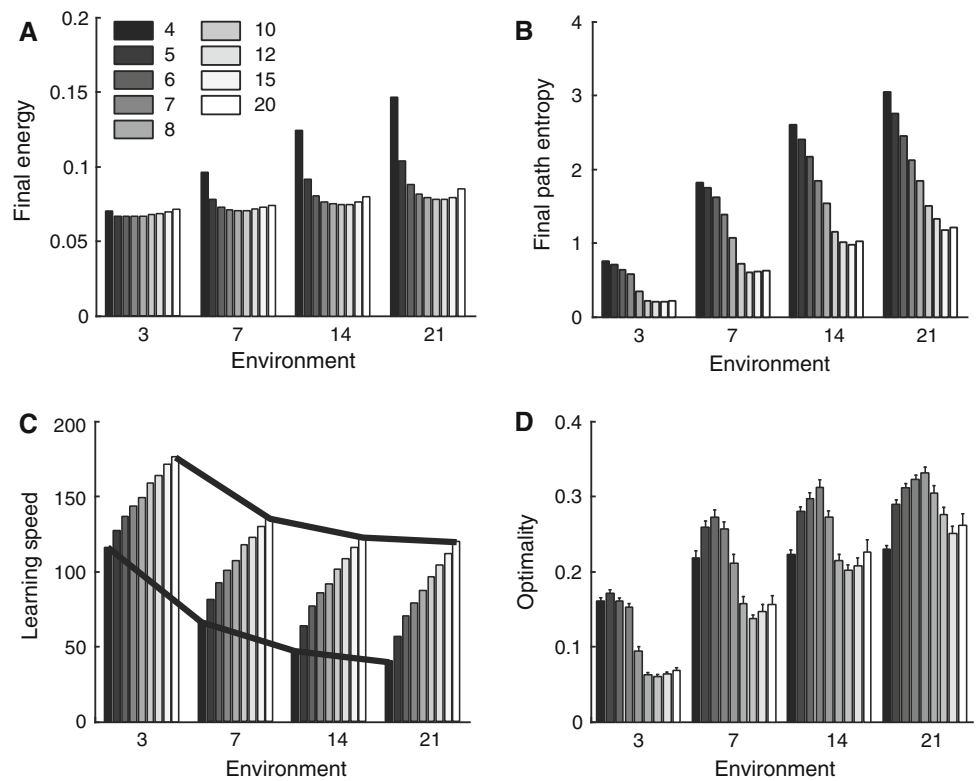 A
Final energy
0.2
0.15
0.1
0.05
0
4 10
5 12
6 15
7 20
8
3 7 14 21
Environment
B
Final path entropy
4
3
2
1
0
3 7 14 21
Environment
C
Learning speed
200
150
100
50
0
3 7 14 21
Environment
D
Optimality
0.4
0.3
0.2
0.1
0
3 7 14 21
Environment